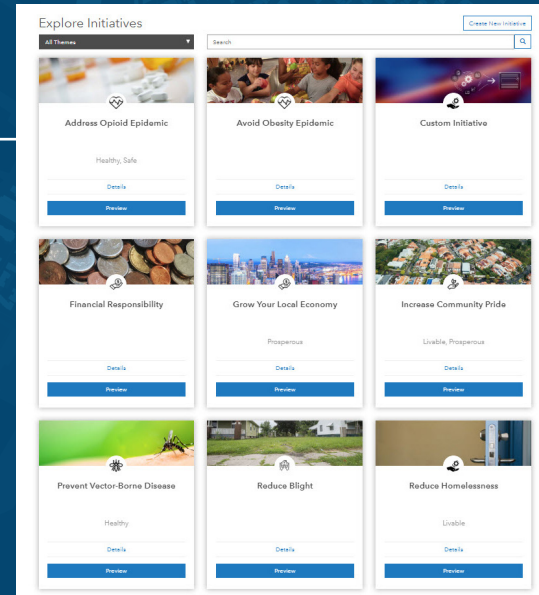 Explore Initiatives
Create New Initiative
All Themes
Search
Address Opioid Epidemic
Healthy, Safe
Details
Preview
Avoid Obesity Epidemic
Details
Preview
Custom Initiative
Details
Preview
Financial Responsibility
Details
Preview
Grow Your Local Economy
Prosperous
Details
Preview
Increase Community Pride
Livable, Prosperous
Details
Preview
Prevent Vector-Borne Disease
Healthy
Details
Preview
Reduce Blight
Details
Preview
Reduce Homelessness
Livable
Details
Preview